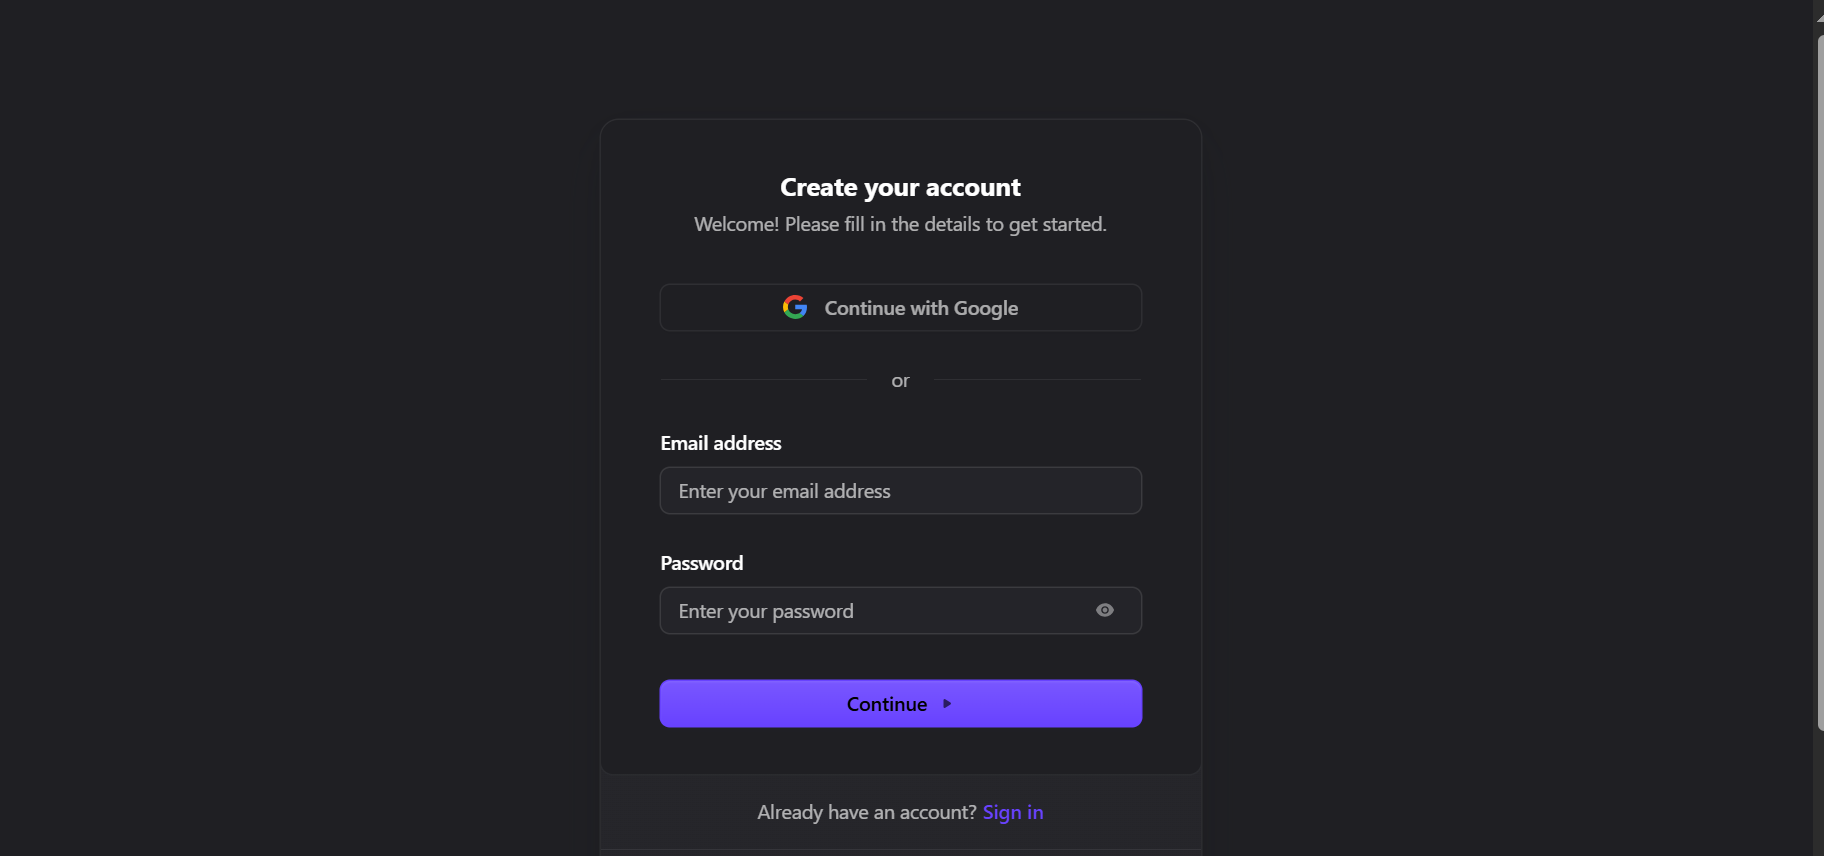 Create your account
Welcome! Please fill in the details to get started.
Continue with Google
or
Email address
Enter your email address
Password
Enter your password
Continue
Already have an account? Sign in